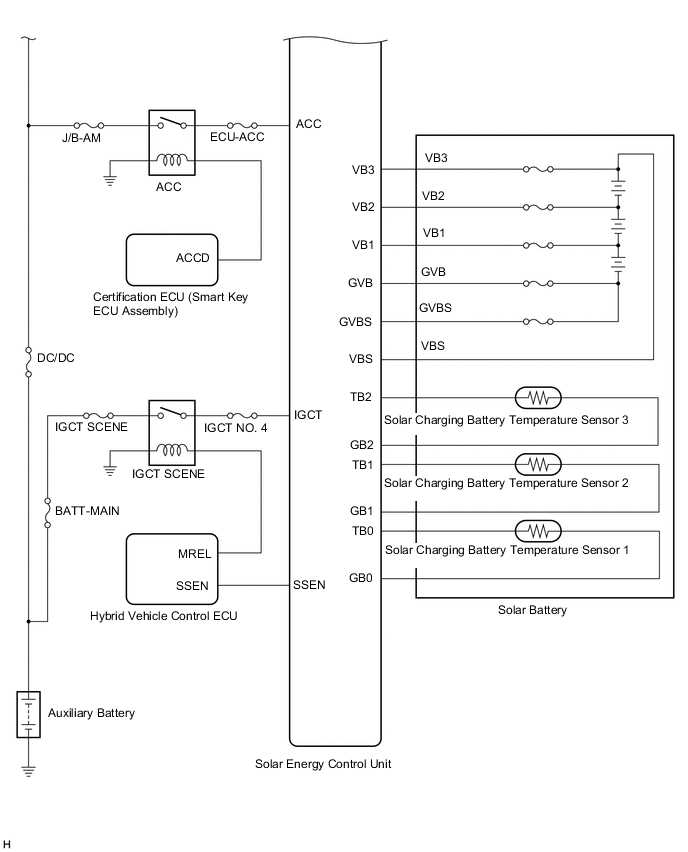 J/B-AM
ACC
ECU-ACC
ACC
ACCD
Certification ECU (Smart Key
ECU Assembly)
DC/DC
IGCT SCENE
IGCT SCENE
IGCT NO. 4
IGCT
BATT-MAIN
MREL
SSEN
SSEN
Hybrid Vehicle Control ECU
Auxiliary Battery
Solar Energy Control Unit
VB3
VB3
VB2
VB2
VB1
VB1
GVB
GVB
GVBS
GVBS
VBS
VBS
TB2
Solar Charging Battery Temperature Sensor 3
GB2
TB1
Solar Charging Battery Temperature Sensor 2
GB1
TB0
Solar Charging Battery Temperature Sensor 1
GB0
Solar Battery
H